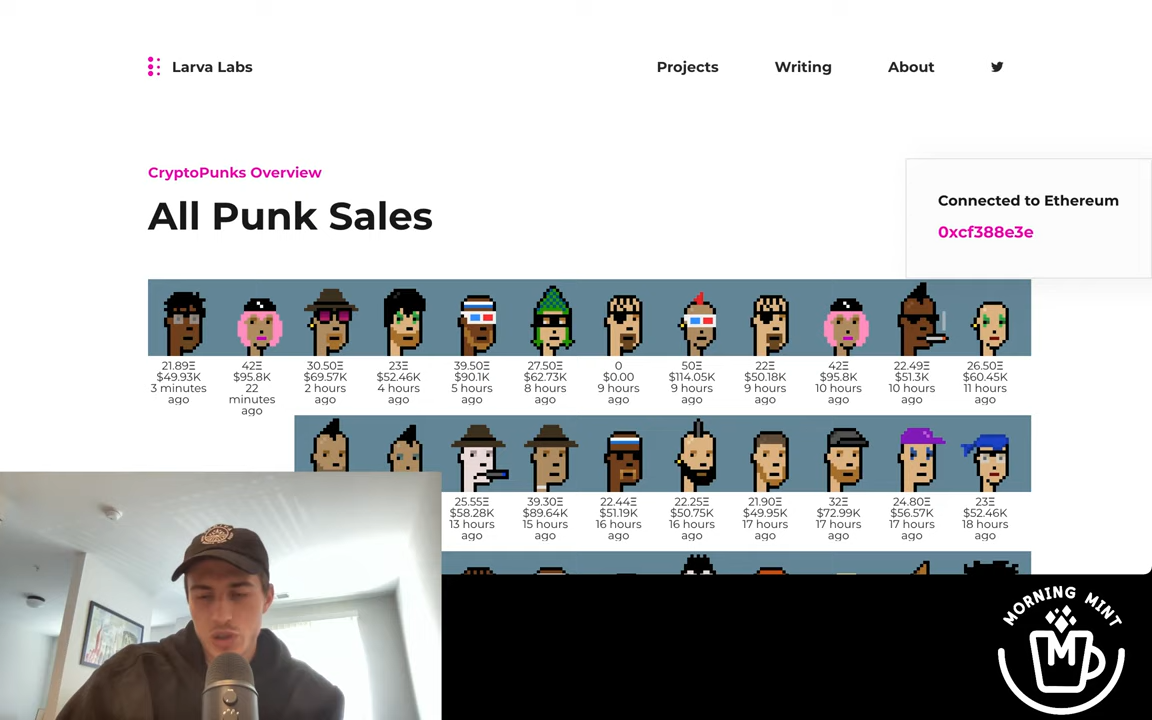 Larva Labs
Projects Writing About
CryptoPunks Overview
All Punk Sales
Connected to Ethereum
0xcf388e3e
21.89Ξ 42Ξ 30.50Ξ 23Ξ 39.50Ξ 27.50Ξ 0 50Ξ 22Ξ 42Ξ 22.49Ξ 26.50Ξ
$49.93K $95.8K $69.57K $52.46K $90.1K $62.73K $0.00 $114.05K $50.18K $95.8K $51.3K $60.45K
3 minutes 22 2 hours 4 hours 5 hours 8 hours 9 hours 9 hours 9 hours 10 hours 10 hours 11 hours
ago minutes ago ago ago ago ago ago ago ago ago ago
ago
25.55Ξ 39.30Ξ 22.44Ξ 22.25Ξ 21.90Ξ 32Ξ 24.80Ξ 23Ξ
$58.28K $89.64K $51.19K $50.75K $49.95K $72.99K $56.57K $52.46K
13 hours 15 hours 16 hours 16 hours 17 hours 17 hours 17 hours 18 hours
ago ago ago ago ago ago ago ago
MORNING MINT
M